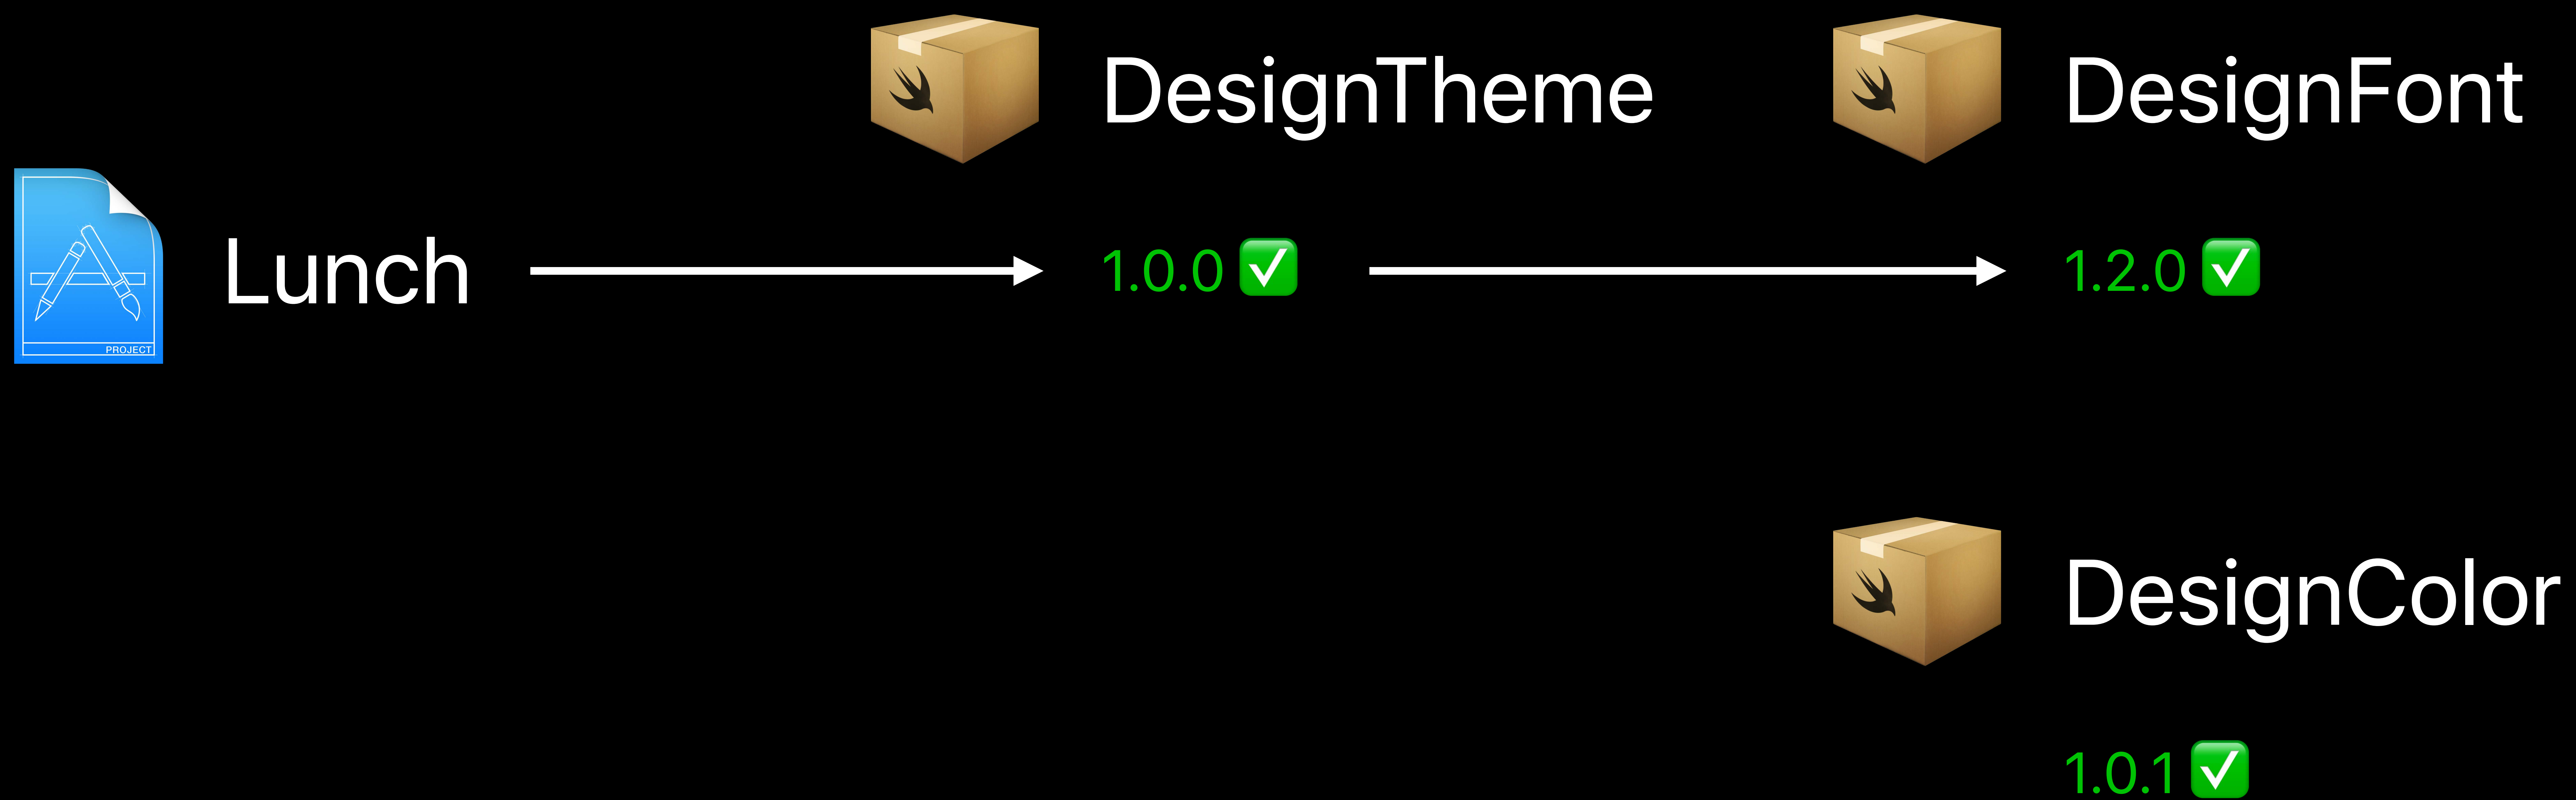 DesignTheme
DesignFont
Lunch
1.0.0 ✅
1.2.0 ✅
PROJECT
DesignColor
1.0.1 ✅